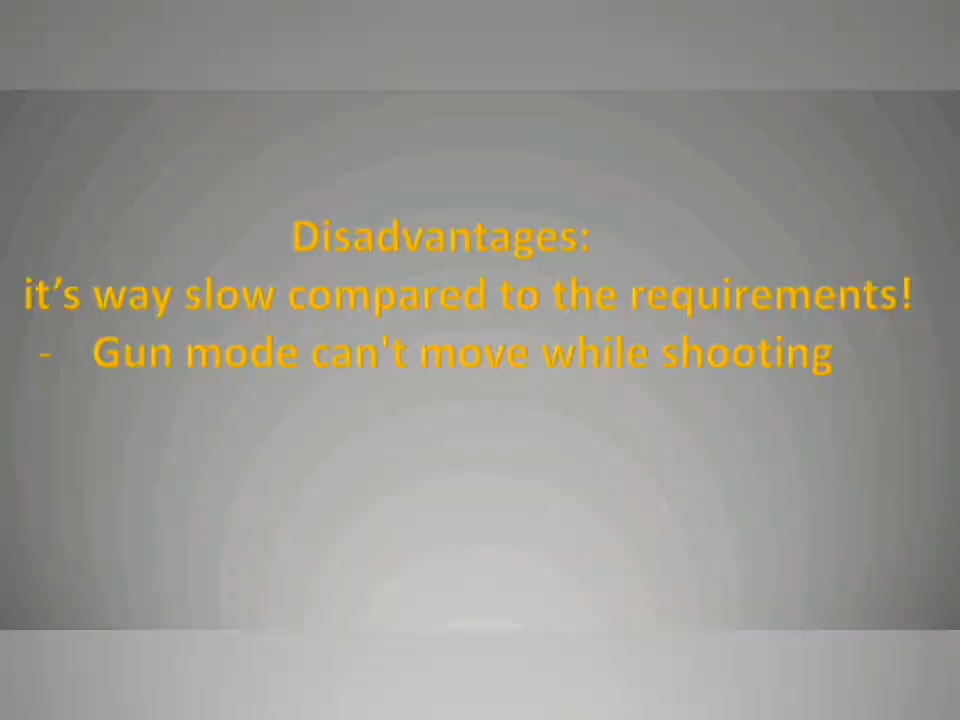 Disadvantages:
it’s way slow compared to the requirements!
- Gun mode can't move while shooting